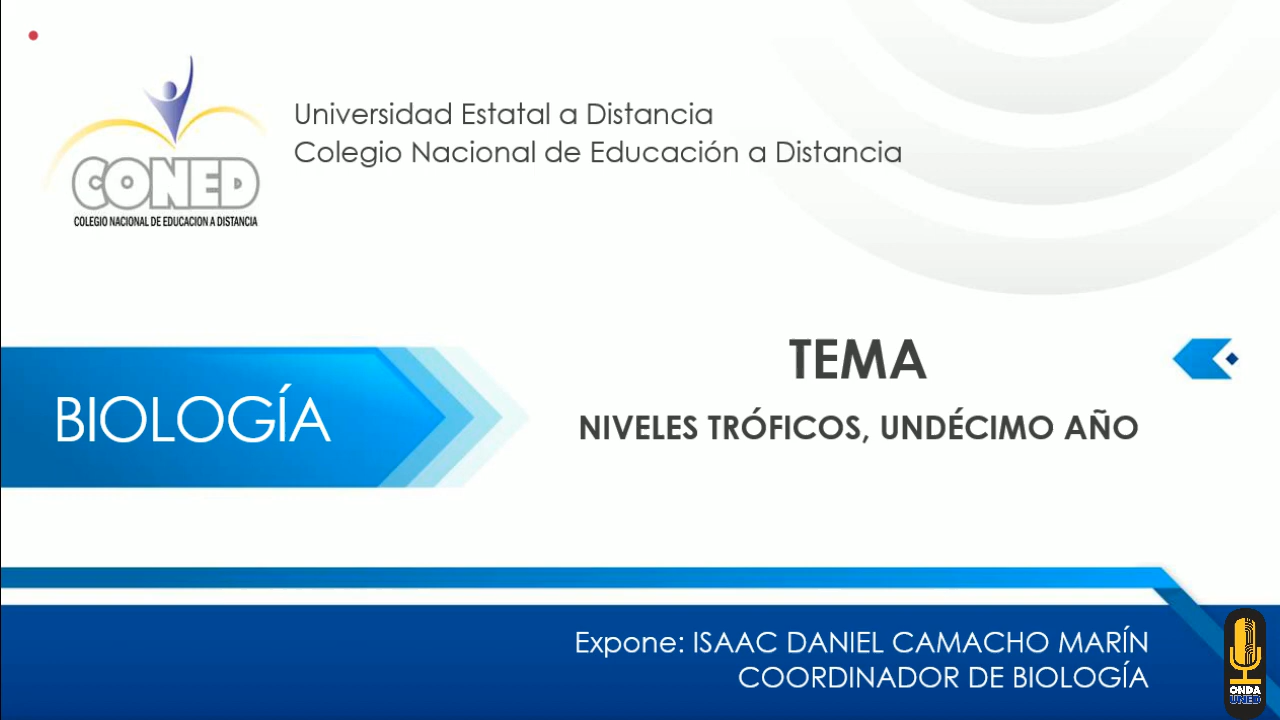 Universidad Estatal a Distancia
Colegio Nacional de Educación a Distancia
CONED
COLEGIO NACIONAL DE EDUCACION A DISTANCIA
TEMA
BIOLOGÍA
NIVELES TRÓFICOS, UNDÉCIMO AÑO
Expone: ISAAC DANIEL CAMACHO MARÍN
COORDINADOR DE BIOLOGÍA
ONDA
UNED